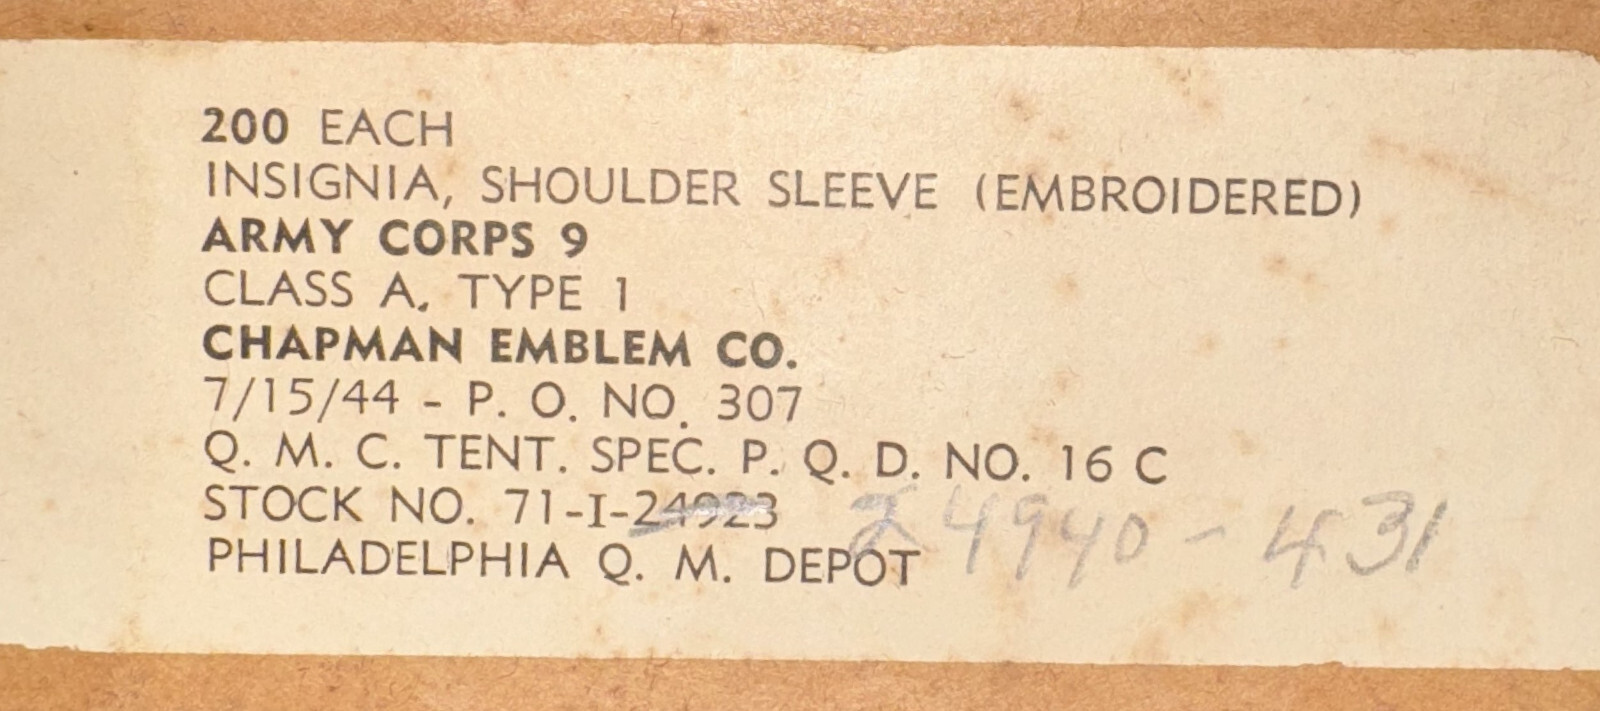 200 EACH
INSIGNIA, SHOULDER SLEEVE (EMBROIDERED)
ARMY CORPS 9
CLASS A, TYPE 1
CHAPMAN EMBLEM CO.
7/15/44 - P. O. NO. 307
Q. M. C. TENT. SPEC. P. Q. D. NO. 16 C
STOCK NO. 71-I-24923 24940-431
PHILADELPHIA Q. M. DEPOT